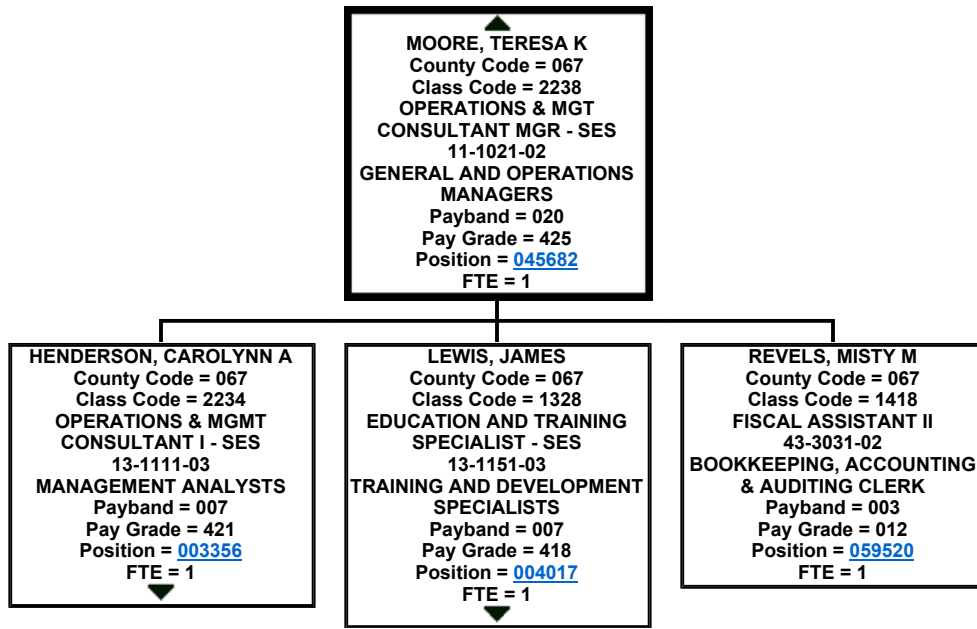 MOORE, TERESA K
County Code = 067
Class Code = 2238
OPERATIONS & MGT
CONSULTANT MGR - SES
11-1021-02
GENERAL AND OPERATIONS
MANAGERS
Payband = 020
Pay Grade = 425
Position = 045682
FTE = 1
HENDERSON, CAROLYNN A
County Code = 067
Class Code = 2234
OPERATIONS & MGMT
CONSULTANT I - SES
13-1111-03
MANAGEMENT ANALYSTS
Payband = 007
Pay Grade = 421
Position = 003356
FTE = 1
LEWIS, JAMES
County Code = 067
Class Code = 1328
EDUCATION AND TRAINING
SPECIALIST - SES
13-1151-03
TRAINING AND DEVELOPMENT
SPECIALISTS
Payband = 007
Pay Grade = 418
Position = 004017
FTE = 1
REVELS, MISTY M
County Code = 067
Class Code = 1418
FISCAL ASSISTANT II
43-3031-02
BOOKKEEPING, ACCOUNTING
& AUDITING CLERK
Payband = 003
Pay Grade = 012
Position = 059520
FTE = 1